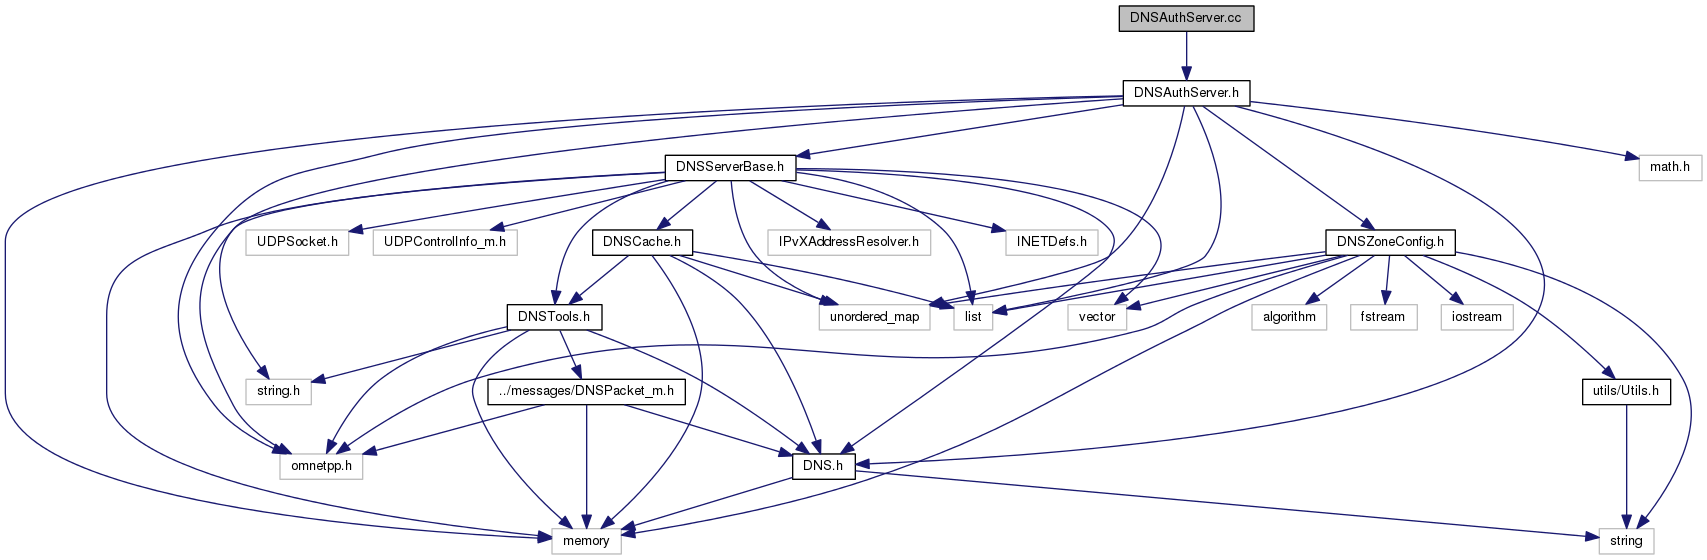 DNSAuthServer.cc
DNSAuthServer.h
DNSServerBase.h
math.h
UDPSocket.h
UDPControlInfo_m.h
DNSCache.h
IPvXAddressResolver.h
INETDefs.h
DNSZoneConfig.h
DNSTools.h
unordered_map
list
vector
algorithm
fstream
iostream
string.h
../messages/DNSPacket_m.h
utils/Utils.h
omnetpp.h
DNS.h
memory
string